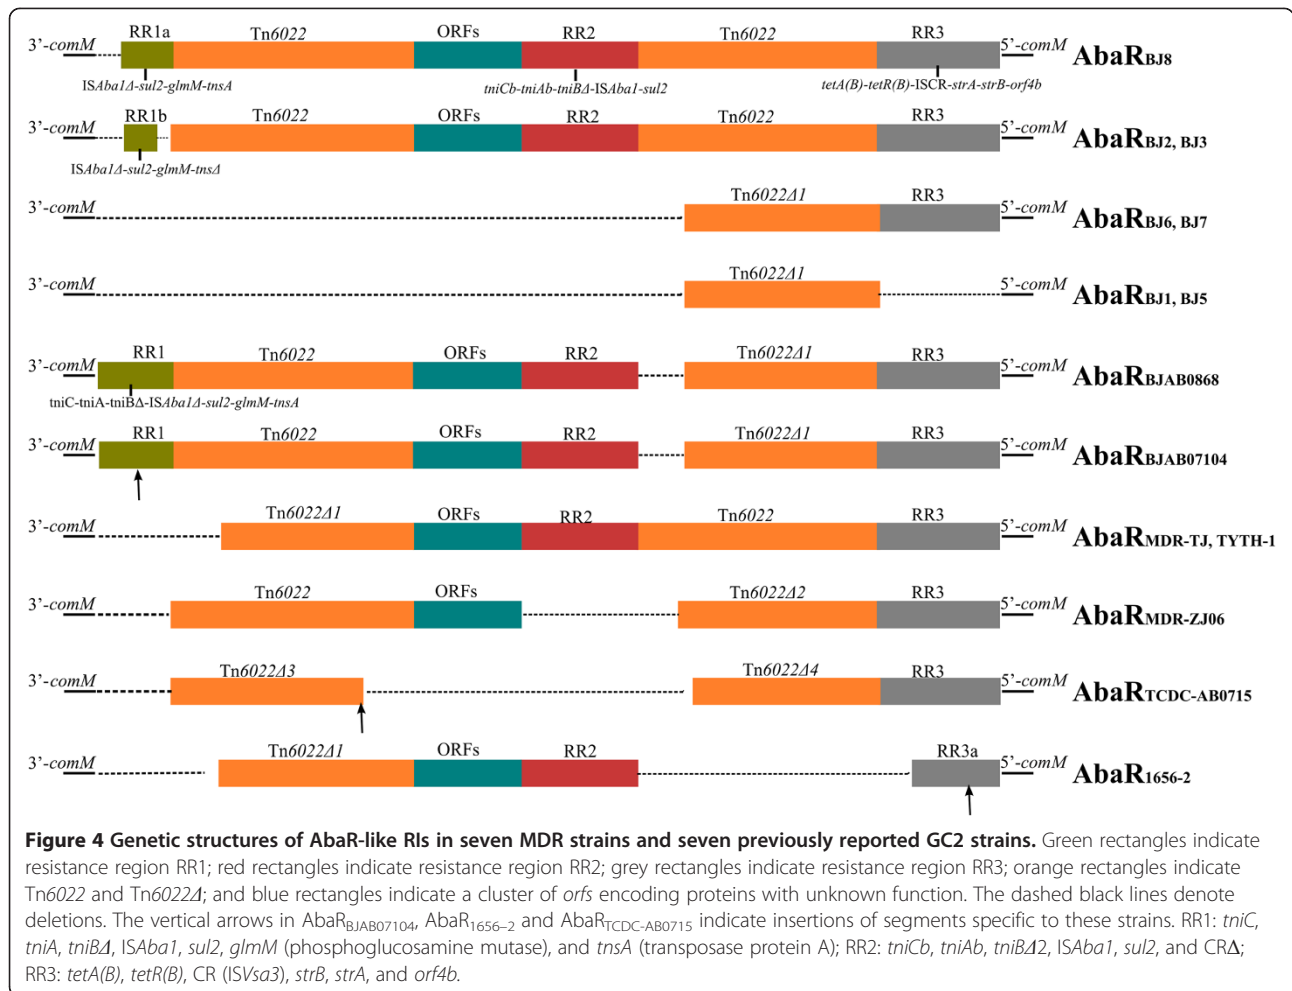 RR1a Tn6022 ORFs RR2 Tn6022 RR3
3’-comM 5’-comM AbaRBJ8
ISAba1Δ-sul2-glmM-tnsA tniCb-tniAb-tniBΔ-ISAba1-sul2 tetA(B)-tetR(B)-ISCR-strA-strB-orf4b
RR1b Tn6022 ORFs RR2 Tn6022 RR3
3’-comM 5’-comM AbaRBJ2, BJ3
ISAba1Δ-sul2-glmM-tnsΔ
Tn6022Δ1 RR3
3’-comM 5’-comM AbaRBJ6, BJ7
Tn6022Δ1
3’-comM 5’-comM AbaRBJ1, BJ5
RR1 Tn6022 ORFs RR2 Tn6022Δ1 RR3
3’-comM 5’-comM AbaRBJAB0868
tniC-tniA-tniBΔ-ISAba1Δ-sul2-glmM-tnsA
RR1 Tn6022 ORFs RR2 Tn6022Δ1 RR3
3’-comM 5’-comM AbaRBJAB07104
Tn6022Δ1 ORFs RR2 Tn6022 RR3
3’-comM 5’-comM AbaRMDR-TJ, TYTH-1
Tn6022 ORFs Tn6022Δ2 RR3
3’-comM 5’-comM AbaRMDR-ZJ06
Tn6022Δ3 Tn6022Δ4 RR3
3’-comM 5’-comM AbaRTCDC-AB0715
Tn6022Δ1 ORFs RR2 RR3a
3’-comM 5’-comM AbaR1656-2
Figure 4 Genetic structures of AbaR-like RIs in seven MDR strains and seven previously reported GC2 strains. Green rectangles indicate
resistance region RR1; red rectangles indicate resistance region RR2; grey rectangles indicate resistance region RR3; orange rectangles indicate
Tn6022 and Tn6022Δ; and blue rectangles indicate a cluster of orfs encoding proteins with unknown function. The dashed black lines denote
deletions. The vertical arrows in AbaRBJAB07104, AbaR1656–2 and AbaRTCDC-AB0715 indicate insertions of segments specific to these strains. RR1: tniC,
tniA, tniBΔ, ISAba1, sul2, glmM (phosphoglucosamine mutase), and tnsA (transposase protein A); RR2: tniCb, tniAb, tniBΔ2, ISAba1, sul2, and CRΔ;
RR3: tetA(B), tetR(B), CR (ISVsa3), strB, strA, and orf4b.